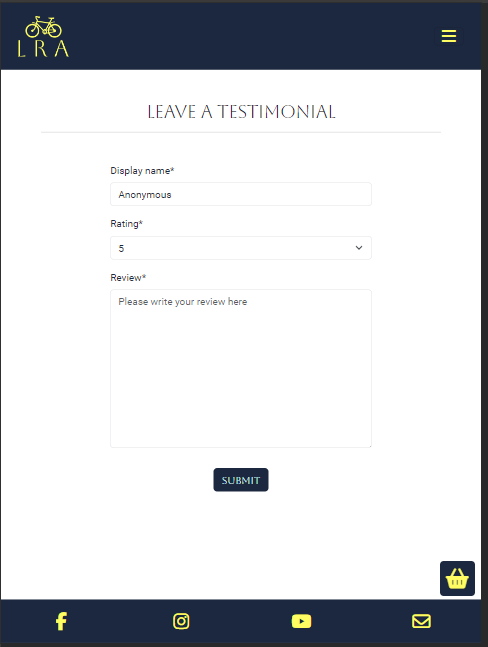 LRA
LEAVE A TESTIMONIAL
Display name*
Anonymous
Rating*
5
Review*
Please write your review here
SUBMIT